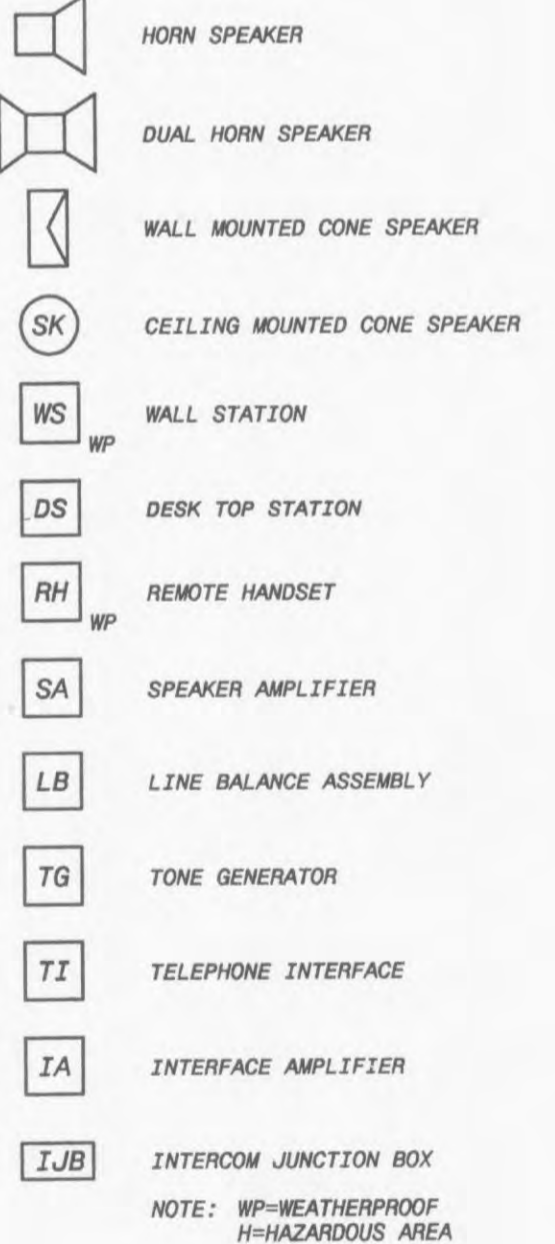 HORN SPEAKER
DUAL HORN SPEAKER
WALL MOUNTED CONE SPEAKER
SK CEILING MOUNTED CONE SPEAKER
WS WP WALL STATION
DS DESK TOP STATION
RH WP REMOTE HANDSET
SA SPEAKER AMPLIFIER
LB LINE BALANCE ASSEMBLY
TG TONE GENERATOR
TI TELEPHONE INTERFACE
IA INTERFACE AMPLIFIER
IJB INTERCOM JUNCTION BOX
NOTE: WP=WEATHERPROOF
H=HAZARDOUS AREA